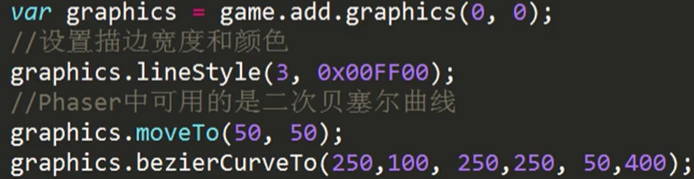 var graphics = game.add.graphics(0, 0);
//设置描边宽度和颜色
graphics.lineStyle(3, 0x00FF00);
//Phaser中可用的是二次贝塞尔曲线
graphics.moveTo(50, 50);
graphics.bezierCurveTo(250,100, 250,250, 50,400);